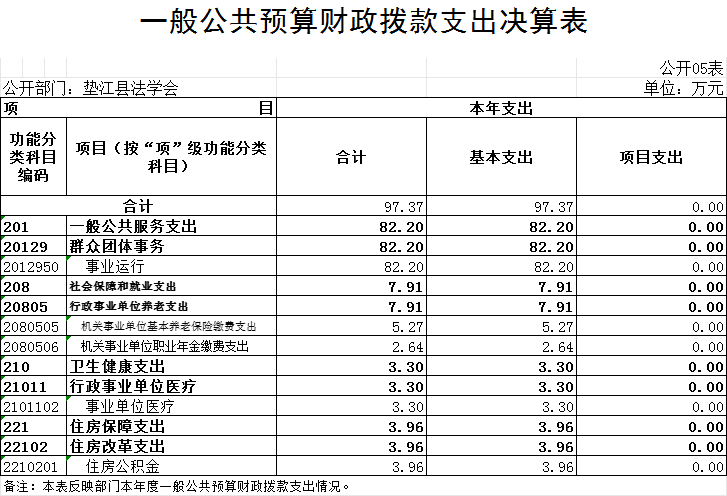 一般公共预算财政拨款支出决算表
公开05表
公开部门：垫江县法学会 单位：万元
项 目 本年支出
功能分类科目编码 项目（按“项”级功能分类科目） 合计 基本支出 项目支出
合计 97.37 97.37 0.00
201 一般公共服务支出 82.20 82.20 0.00
20129 群众团体事务 82.20 82.20 0.00
2012950 事业运行 82.20 82.20 0.00
208 社会保障和就业支出 7.91 7.91 0.00
20805 行政事业单位养老支出 7.91 7.91 0.00
2080505 机关事业单位基本养老保险缴费支出 5.27 5.27 0.00
2080506 机关事业单位职业年金缴费支出 2.64 2.64 0.00
210 卫生健康支出 3.30 3.30 0.00
21011 行政事业单位医疗 3.30 3.30 0.00
2101102 事业单位医疗 3.30 3.30 0.00
221 住房保障支出 3.96 3.96 0.00
22102 住房改革支出 3.96 3.96 0.00
2210201 住房公积金 3.96 3.96 0.00
备注：本表反映部门本年度一般公共预算财政拨款支出情况。